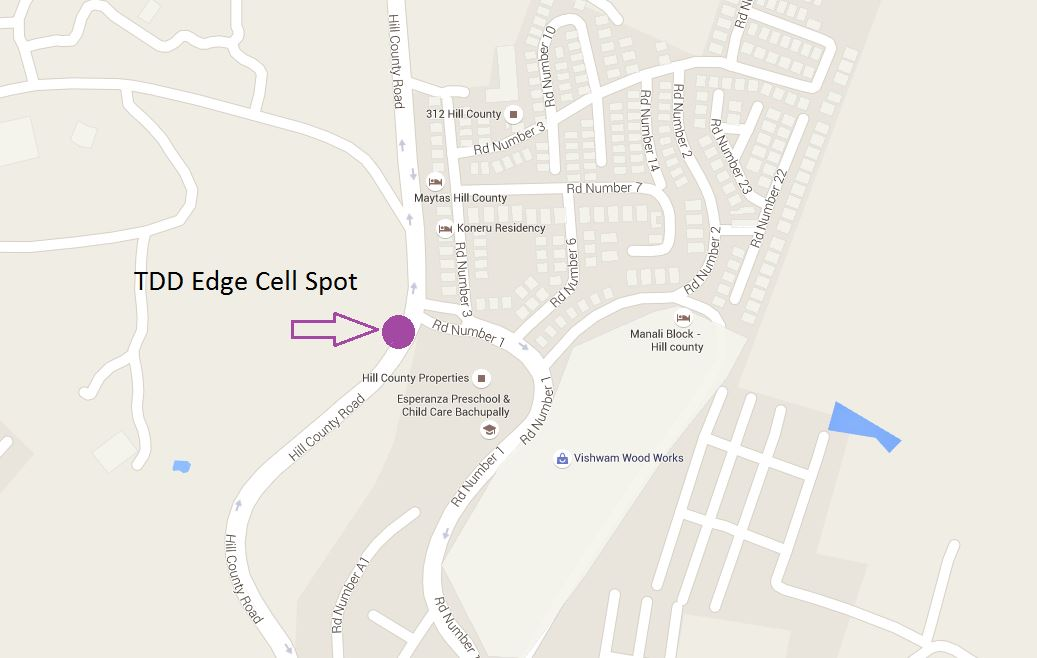 Hill County Road
Rd Number 10
Rd N
312 Hill County
Rd Number 3
Rd Number 14
Rd Number 2
Rd Number 23
Maytas Hill County
Rd Number 7
Rd Number 22
Koneru Residency
Rd Number 3
Rd Number 6
Rd Number 2
TDD Edge Cell Spot
Rd Number 1
Manali Block -
Hill county
Hill County Properties
Esperanza Preschool &
Child Care Bachupally
Rd Number 1
Hill County Road
Vishwam Wood Works
Rd Number 1
Hill County Road
Rd Number A1
Rd Number 1